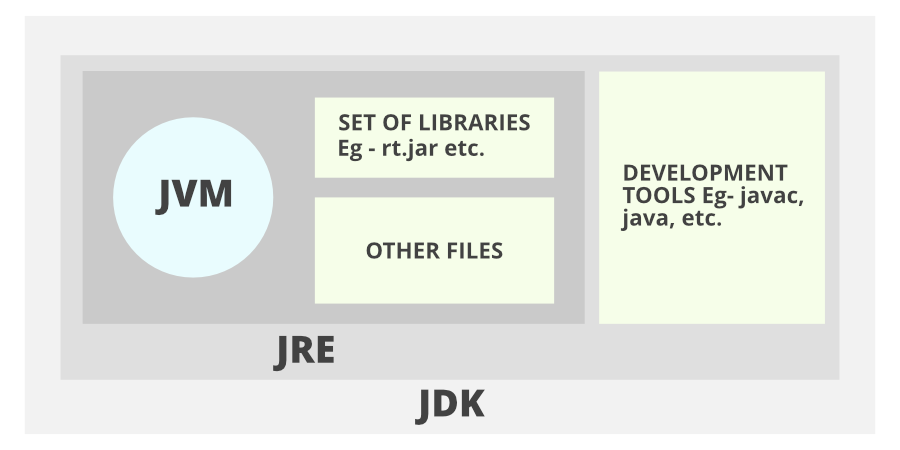 JVM
SET OF LIBRARIES
Eg - rt.jar etc.
OTHER FILES
DEVELOPMENT
TOOLS Eg- javac,
java, etc.
JRE
JDK